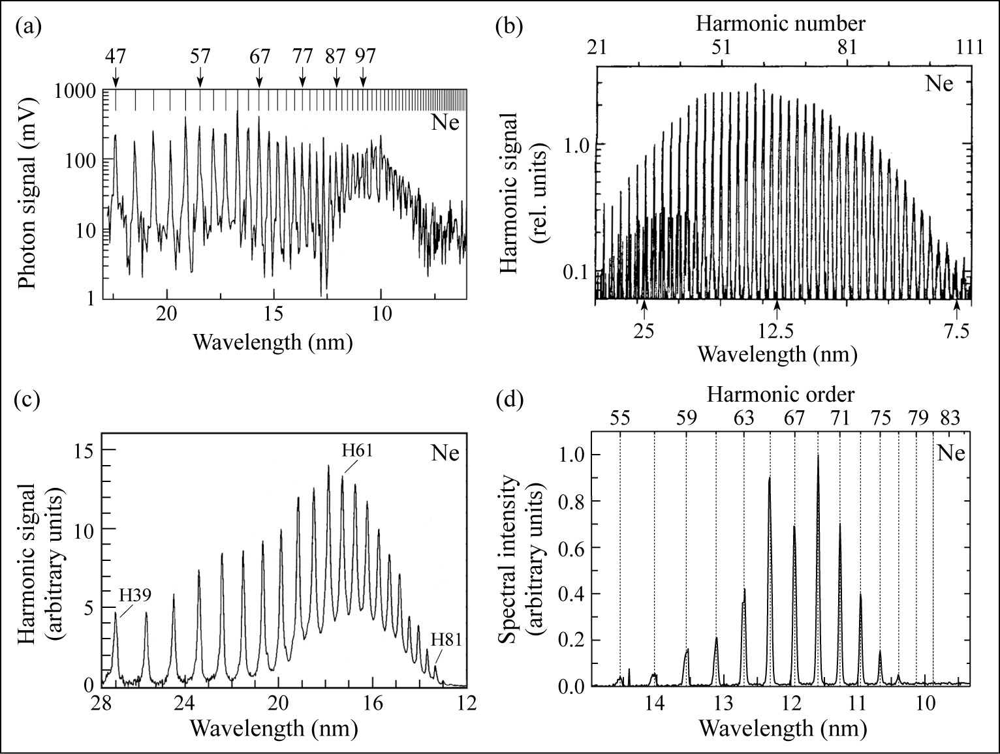 (a)
47 57 67 77 87 97
1000
100
10
1
Photon signal (mV)
Ne
20 15 10
Wavelength (nm)
(b)
Harmonic number
21 51 81 111
Ne
1.0
0.1
Harmonic signal
(rel. units)
25 12.5 7.5
Wavelength (nm)
(c)
15
10
5
0
Harmonic signal
(arbitrary units)
H39
H61
H81
Ne
28 24 20 16 12
Wavelength (nm)
(d)
Harmonic order
55 59 63 67 71 75 79 83
Ne
1.0
0.8
0.6
0.4
0.2
0.0
Spectral intensity
(arbitrary units)
14 13 12 11 10
Wavelength (nm)